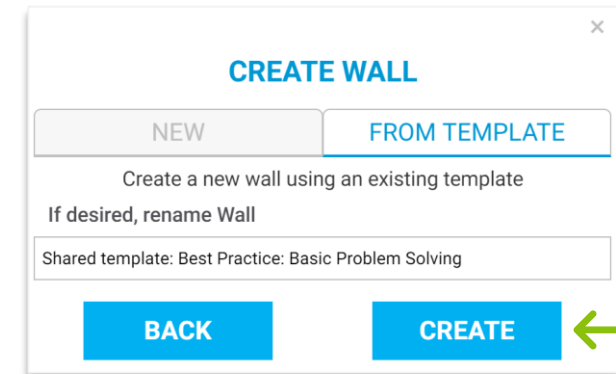 ×
CREATE WALL
NEW
FROM TEMPLATE
Create a new wall using an existing template
If desired, rename Wall
Shared template: Best Practice: Basic Problem Solving
BACK
CREATE